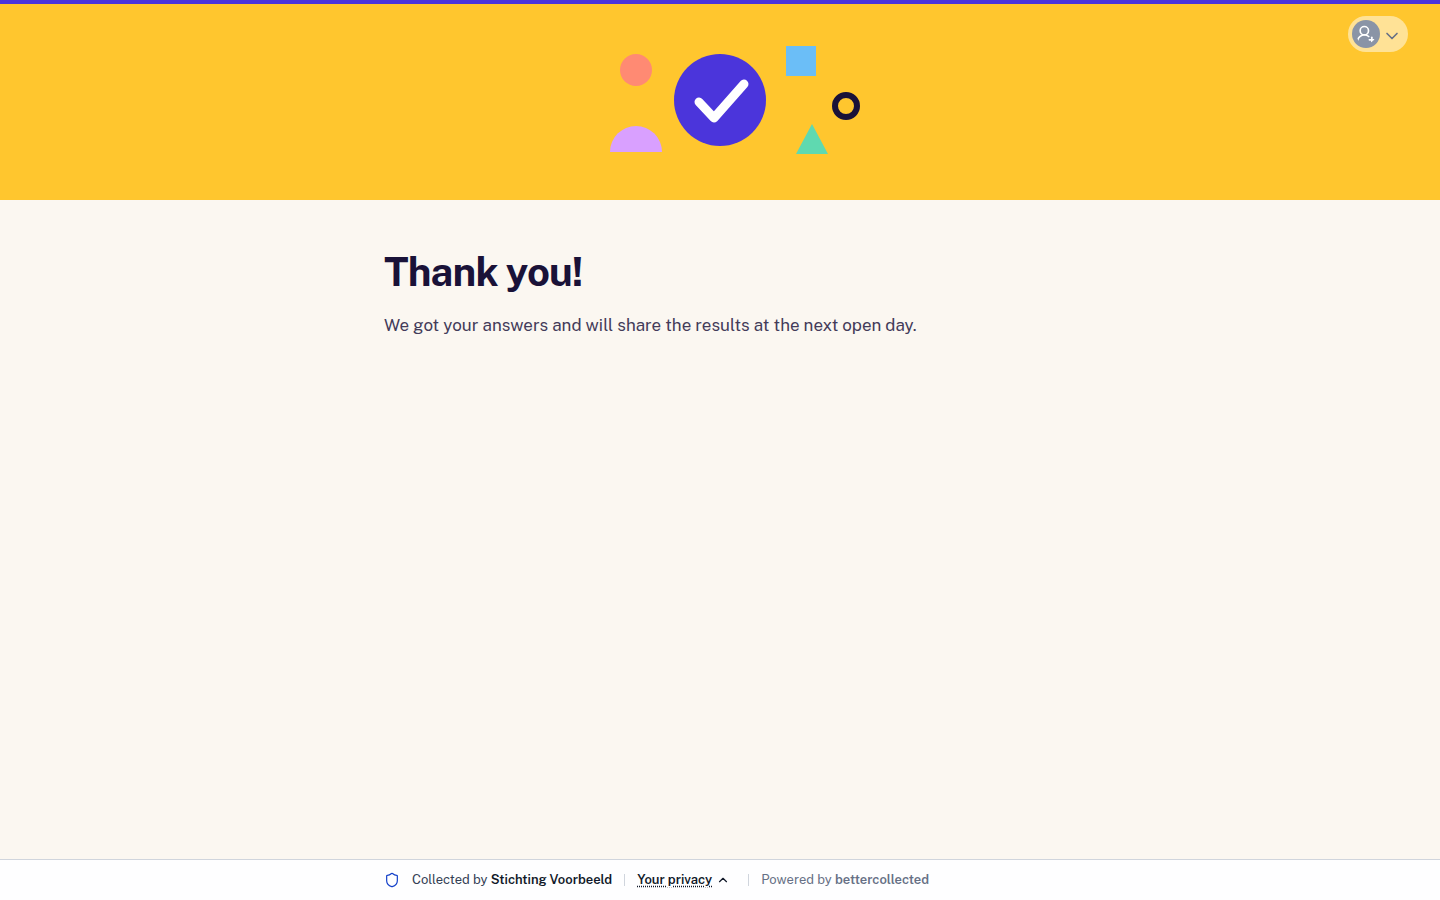 Thank you!
We got your answers and will share the results at the next open day.
Collected by Stichting Voorbeeld
Your privacy
Powered by bettercollected